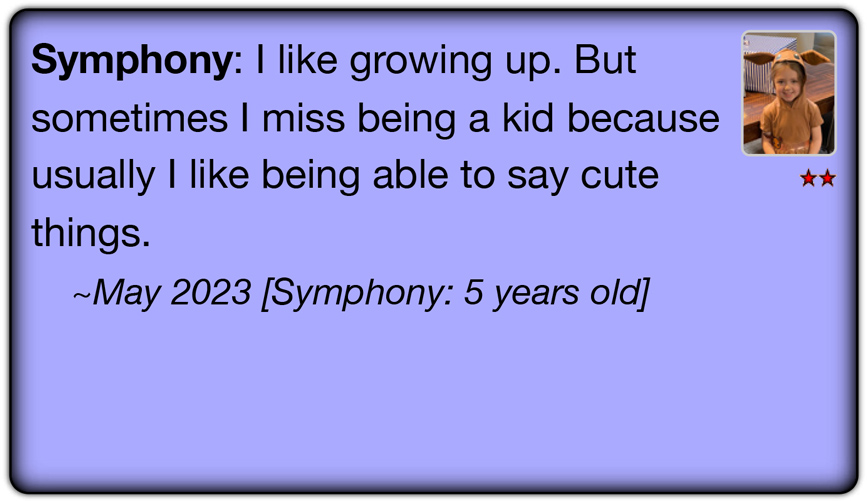 Symphony: I like growing up. But
sometimes I miss being a kid because
usually I like being able to say cute
things.
~May 2023 [Symphony: 5 years old]